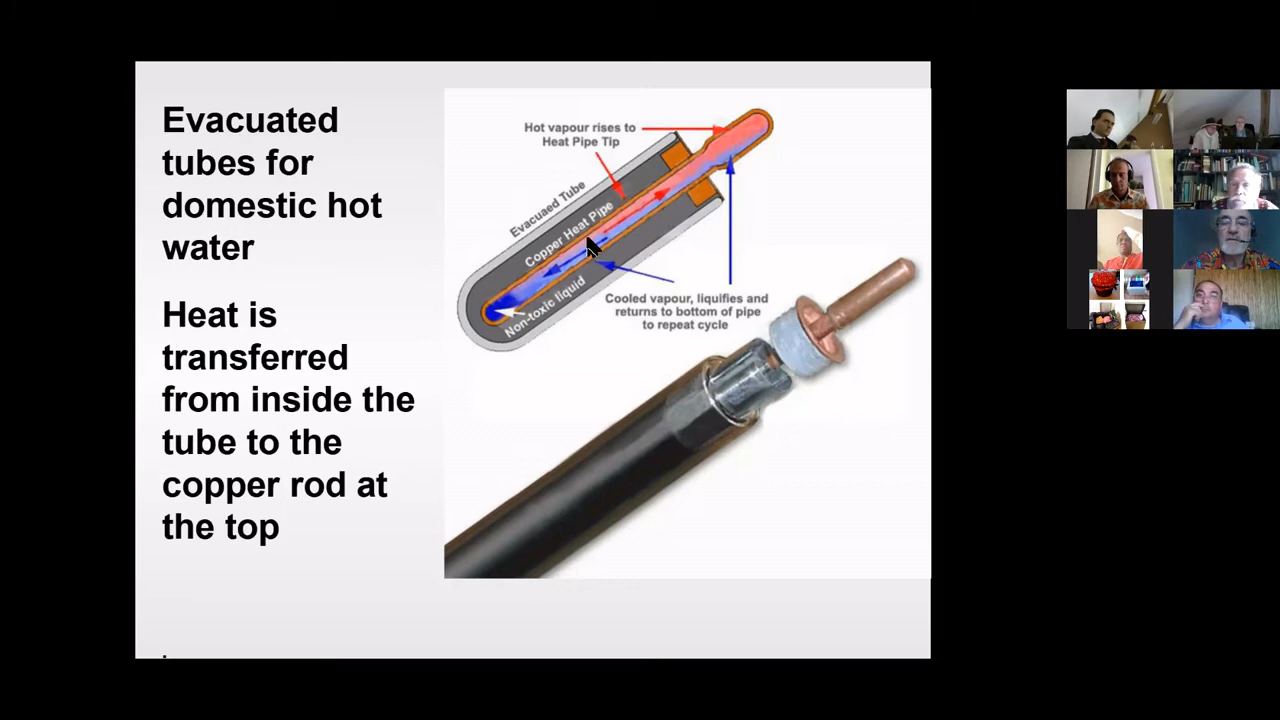 Evacuated
tubes for
domestic hot
water
Heat is
transferred
from inside the
tube to the
copper rod at
the top
.
Hot vapour rises to
Heat Pipe Tip
Evacuaed Tube
Copper Heat Pipe
Non-toxic liquid
Cooled vapour, liquifies and
returns to bottom of pipe
to repeat cycle